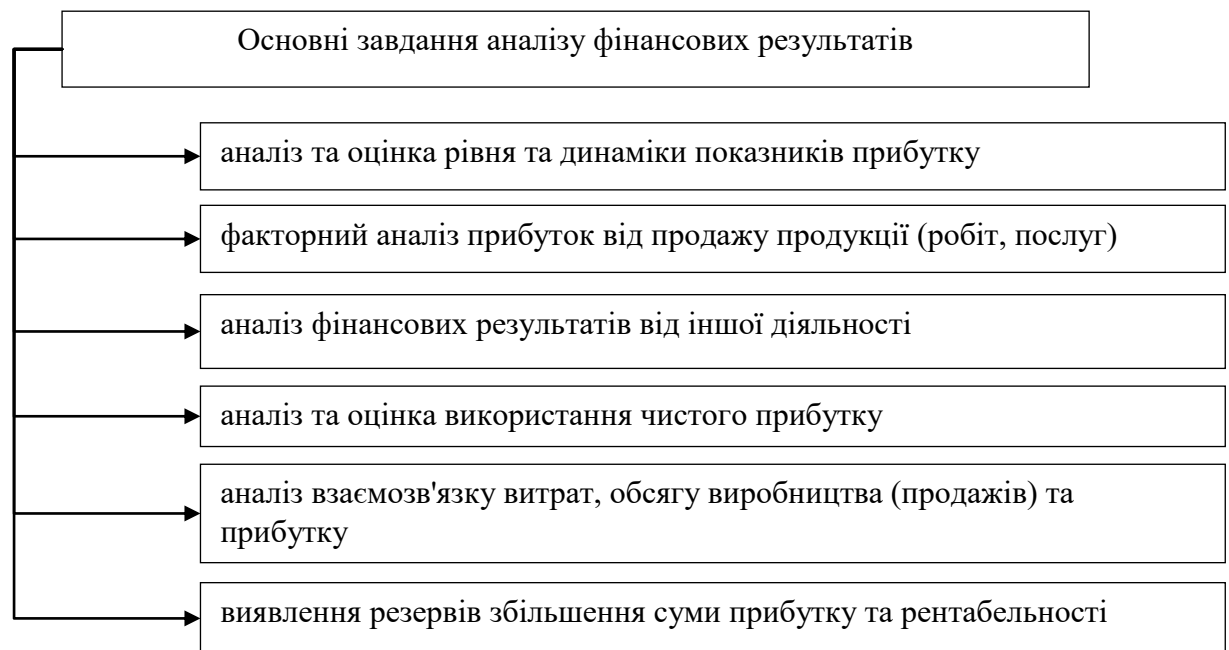 Основні завдання аналізу фінансових результатів
аналіз та оцінка рівня та динаміки показників прибутку
факторний аналіз прибуток від продажу продукції (робіт, послуг)
аналіз фінансових результатів від іншої діяльності
аналіз та оцінка використання чистого прибутку
аналіз взаємозв'язку витрат, обсягу виробництва (продажів) та
прибутку
виявлення резервів збільшення суми прибутку та рентабельності